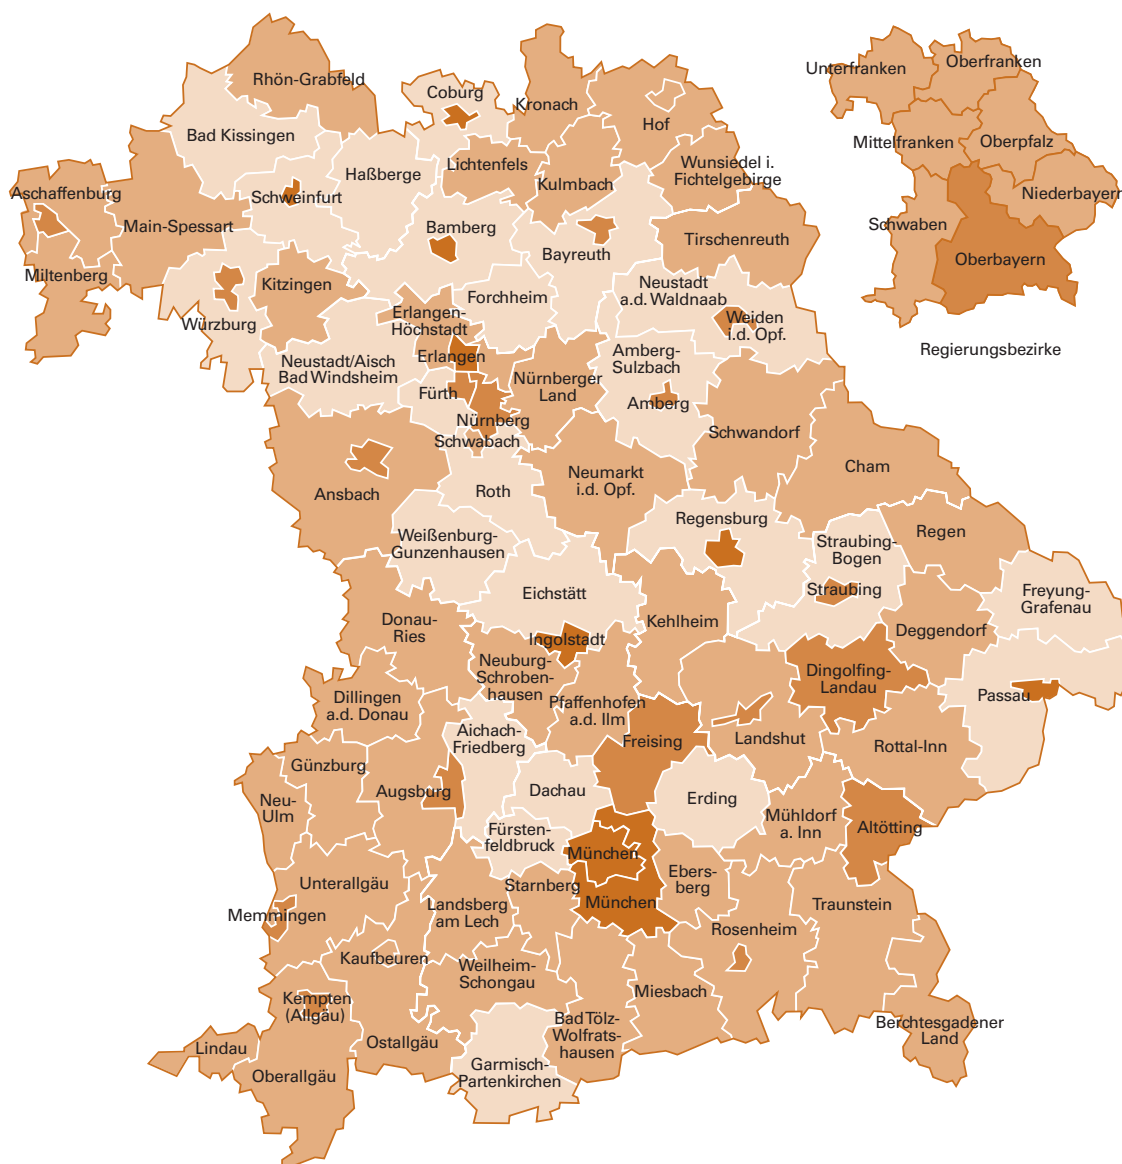 Rhön-Grabfeld
Coburg
Kronach
Hof
Bad Kissingen
Lichtenfels
Wunsiedel i.
Fichtelgebirge
Haßberge
Kulmbach
Aschaffenburg
Schweinfurt
Main-Spessart
Bamberg
Tirschenreuth
Bayreuth
Miltenberg
Kitzingen
Neustadt
a.d. Waldnaab
Forchheim
Würzburg
Erlangen-
Höchstadt
Weiden
i.d. Opf.
Erlangen
Neustadt/Aisch
Bad Windsheim
Amberg-
Sulzbach
Nürnberger
Land
Fürth
Amberg
Nürnberg
Schwabach
Schwandorf
Cham
Neumarkt
i.d. Opf.
Ansbach
Roth
Regensburg
Weißenburg-
Gunzenhausen
Straubing-
Bogen
Regen
Eichstätt
Straubing
Freyung-
Grafenau
Donau-
Ries
Kehlheim
Deggendorf
Ingolstadt
Neuburg-
Schroben-
hausen
Dingolfing-
Landau
Passau
Dillingen
a.d. Donau
Pfaffenhofen
a.d. Ilm
Aichach-
Friedberg
Freising
Landshut
Rottal-Inn
Günzburg
Augsburg
Dachau
Erding
Neu-
Ulm
Mühldorf
a. Inn
Altötting
Fürsten-
feldbruck
München
Ebers-
berg
Unterallgäu
Starnberg
Landsberg
am Lech
München
Traunstein
Memmingen
Rosenheim
Kaufbeuren
Weilheim-
Schongau
Miesbach
Kempten
(Allgäu)
Bad Tölz-
Wolfrats-
hausen
Berchtesgadener
Land
Lindau
Ostallgäu
Oberallgäu
Garmisch-
Partenkirchen
Unterfranken
Oberfranken
Mittelfranken
Oberpfalz
Niederbayern
Schwaben
Oberbayern
Regierungsbezirke